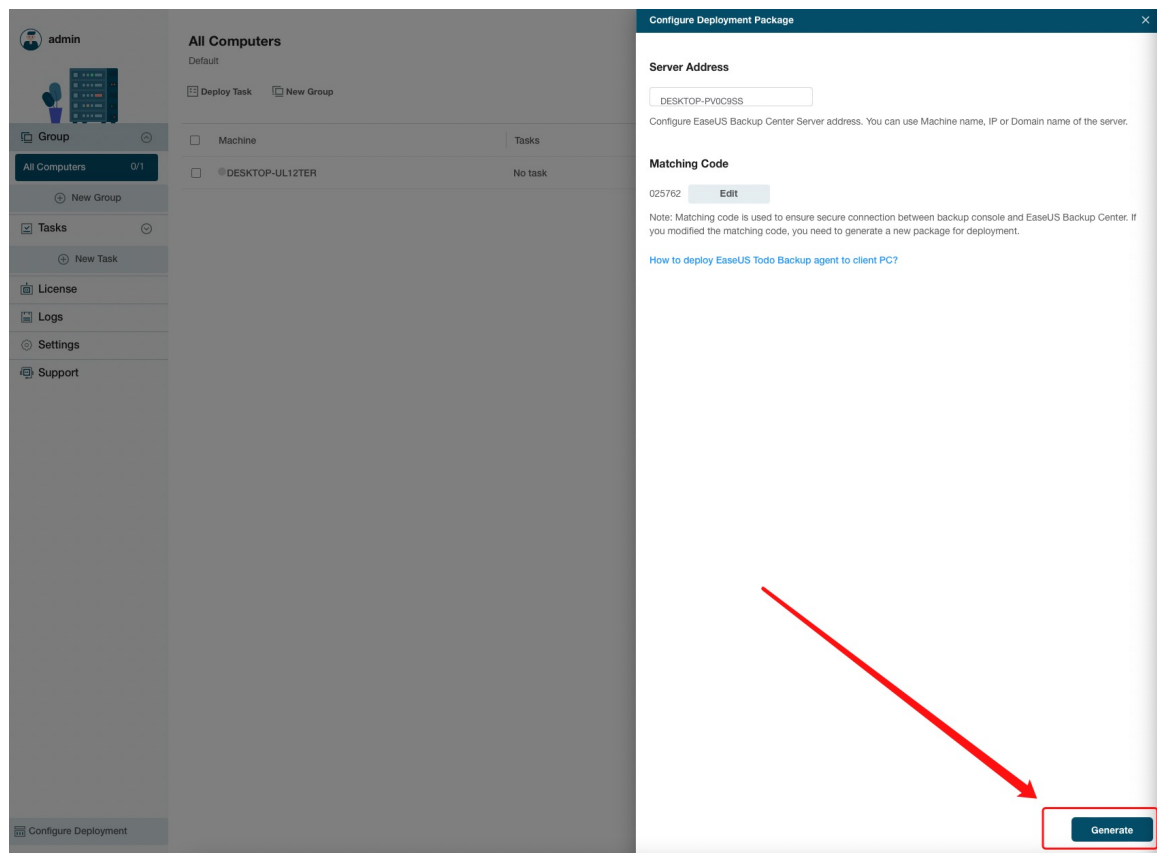 admin
Group
All Computers 0/1
New Group
Tasks
New Task
License
Logs
Settings
Support
Configure Deployment
All Computers
Default
Deploy Task New Group
Machine Tasks
DESKTOP-UL12TER No task
Configure Deployment Package
Server Address
DESKTOP-PV0C9SS
Configure EaseUS Backup Center Server address. You can use Machine name, IP or Domain name of the server.
Matching Code
025762 Edit
Note: Matching code is used to ensure secure connection between backup console and EaseUS Backup Center. If
you modified the matching code, you need to generate a new package for deployment.
How to deploy EaseUS Todo Backup agent to client PC?
Generate